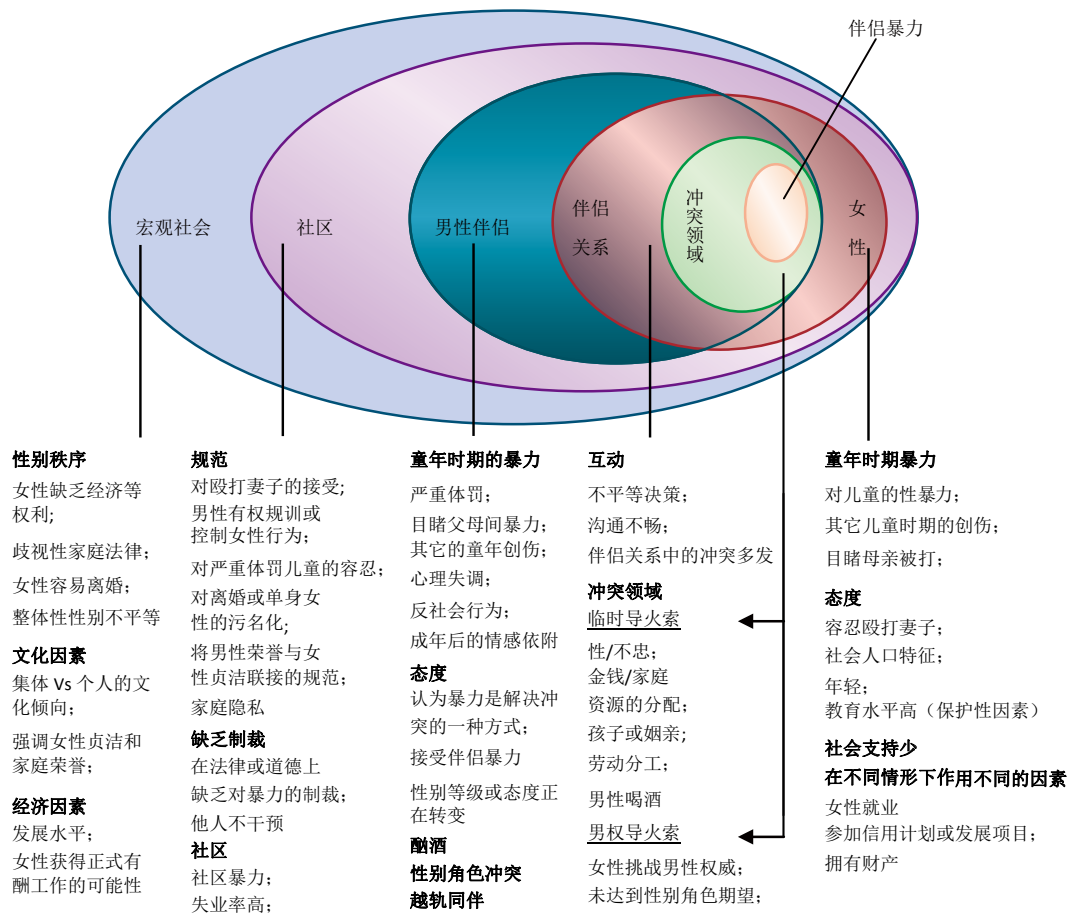 伴侣暴力
宏观社会
社区
男性伴侣
伴侣
关系
冲突领域
女
性
性别秩序
女性缺乏经济等
权利;
歧视性家庭法律；
女性容易离婚；
整体性性别不平等
文化因素
集体 Vs 个人的文
化倾向；
强调女性贞洁和
家庭荣誉；
经济因素
发展水平；
女性获得正式有
酬工作的可能性
规范
对殴打妻子的接受;
男性有权规训或
控制女性行为；
对严重体罚儿童的容忍；
对离婚或单身女
性的污名化;
将男性荣誉与女
性贞洁联接的规范；
家庭隐私
缺乏制裁
在法律或道德上
缺乏对暴力的制裁；
他人不干预
社区
社区暴力；
失业率高；
童年时期的暴力
严重体罚；
目睹父母间暴力；
其它的童年创伤；
心理失调；
反社会行为；
成年后的情感依附
态度
认为暴力是解决冲
突的一种方式；
接受伴侣暴力
性别等级或态度正
在转变
酗酒
性别角色冲突
越轨同伴
互动
不平等决策；
沟通不畅；
伴侣关系中的冲突多发
冲突领域
临时导火索
性/不忠；
金钱/家庭
资源的分配；
孩子或姻亲;
劳动分工；
男性喝酒
男权导火索
女性挑战男性权威；
未达到性别角色期望；
童年时期暴力
对儿童的性暴力；
其它儿童时期的创伤；
目睹母亲被打；
态度
容忍殴打妻子；
社会人口特征；
年轻；
教育水平高（保护性因素）
社会支持少
在不同情形下作用不同的因素
女性就业
参加信用计划或发展项目；
拥有财产